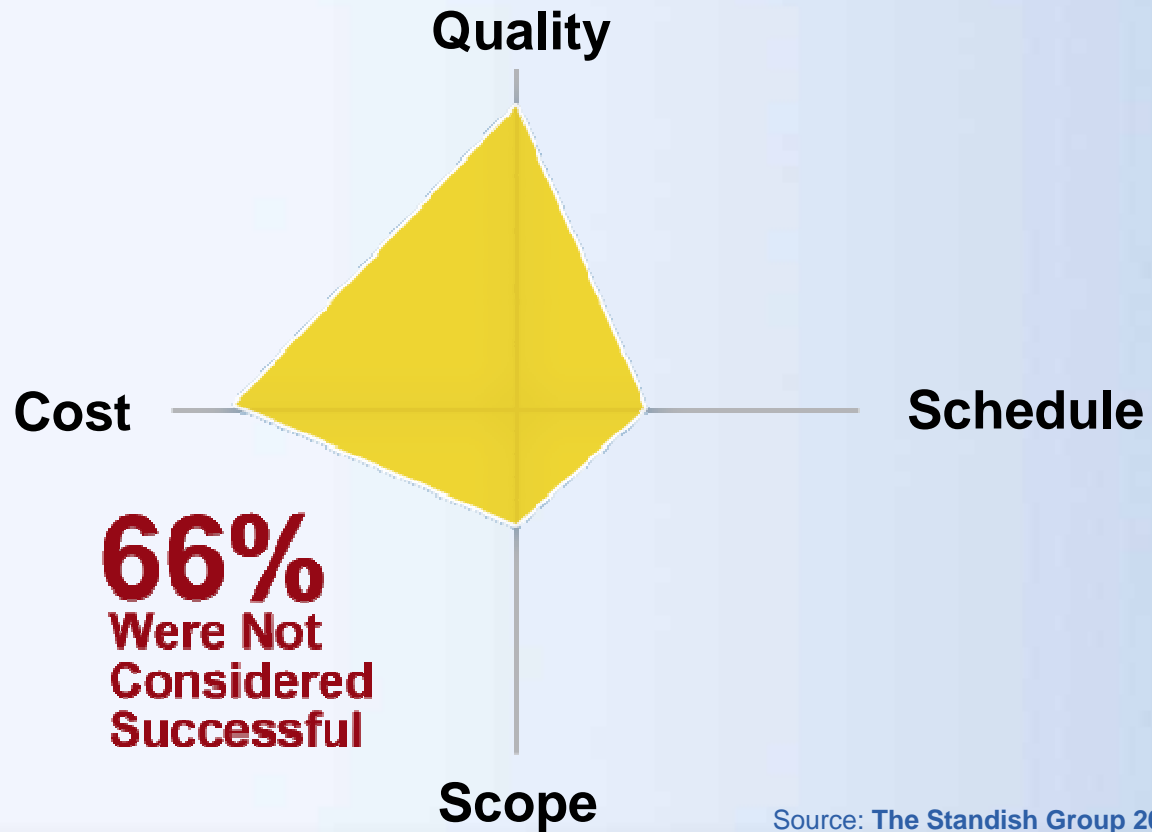 Quality
Cost
Schedule
66%
Were Not
Considered
Successful
Scope
Source: The Standish Group